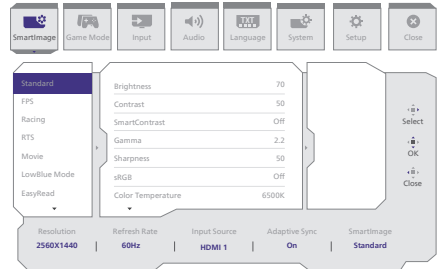 SmartImage
Game Mode
Input
Audio
TXT
Language
System
Setup
Close
Standard
FPS
Racing
RTS
Movie
LowBlue Mode
EasyRead
Brightness 70
Contrast 50
SmartContrast Off
Gamma 2.2
Sharpness 50
sRGB Off
Color Temperature 6500K
Select
OK
Close
Resolution
2560X1440
Refresh Rate
60Hz
Input Source
HDMI 1
Adaptive Sync
On
SmartImage
Standard